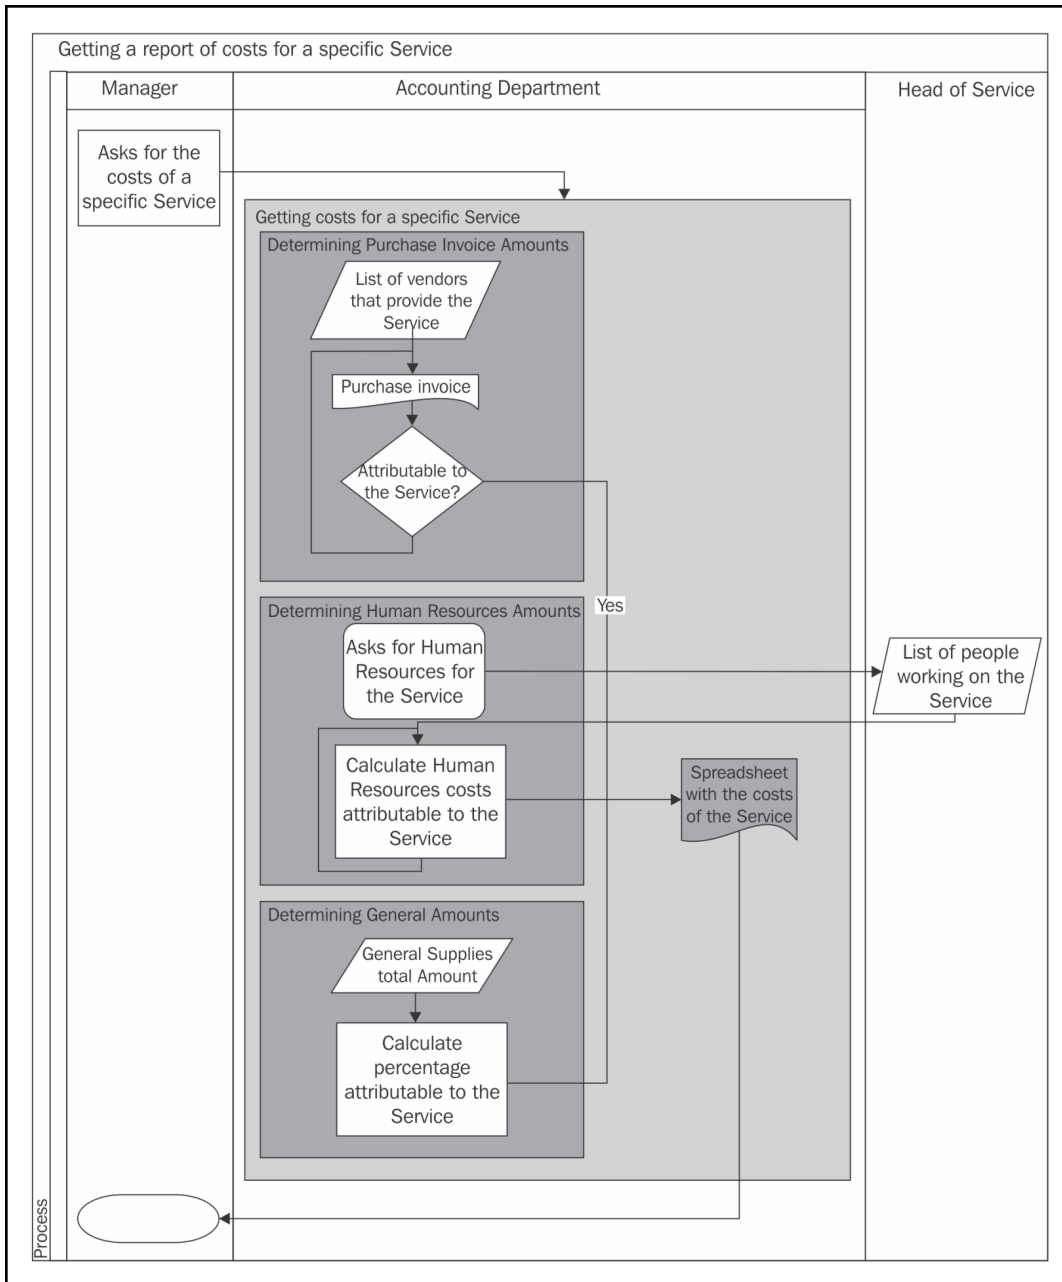 Getting a report of costs for a specific Service
Manager
Accounting Department
Head of Service
Asks for the
costs of a
specific Service
Getting costs for a specific Service
Determining Purchase Invoice Amounts
List of vendors
that provide the
Service
Purchase invoice
Attributable to
the Service?
Yes
Determining Human Resources Amounts
Asks for Human
Resources for
the Service
List of people
working on the
Service
Calculate Human
Resources costs
attributable to the
Service
Spreadsheet
with the costs
of the Service
Determining General Amounts
General Supplies
total Amount
Calculate
percentage
attributable to the
Service
Process